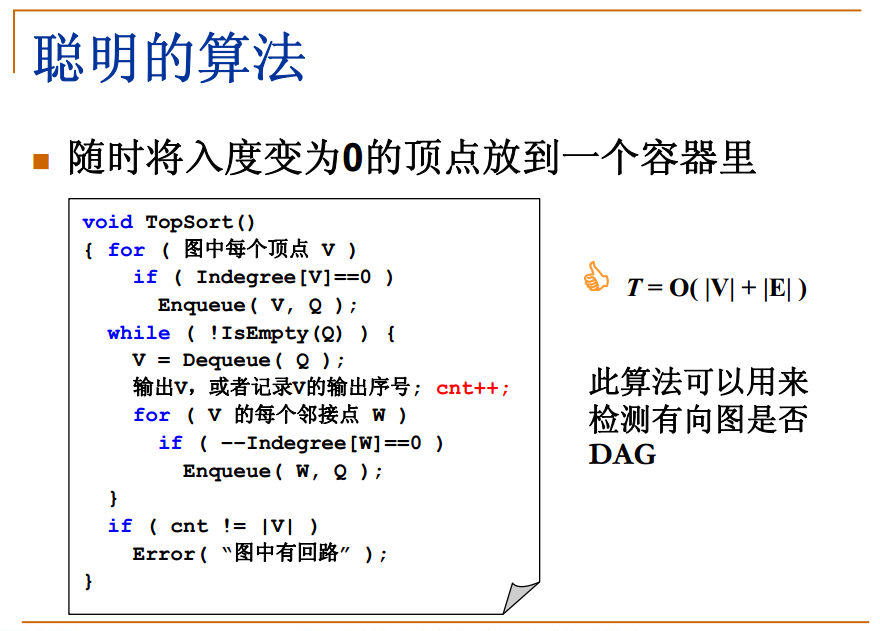 聪明的算法
随时将入度变为0的顶点放到一个容器里
void TopSort()
{ for ( 图中每个顶点 V )
if ( Indegree[V]==0 )
Enqueue( V, Q );
while ( !IsEmpty(Q) ) {
V = Dequeue( Q );
输出V，或者记录V的输出序号; cnt++;
for ( V 的每个邻接点 W )
if ( ––Indegree[W]==0 )
Enqueue( W, Q );
}
if ( cnt != |V| )
Error( “图中有回路” );
}
T = O( |V| + |E| )
此算法可以用来
检测有向图是否
DAG